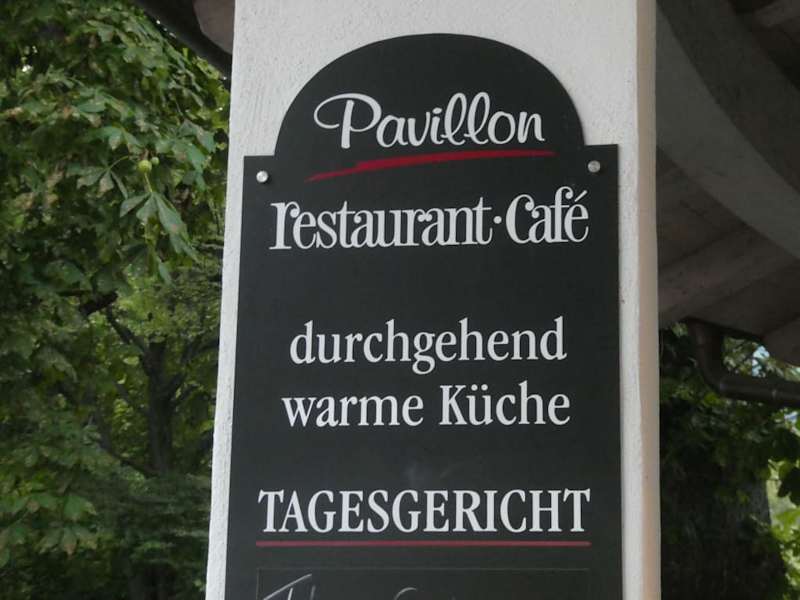 Pavillon
restaurant·café
durchgehend
warme Küche
TAGESGERICHT